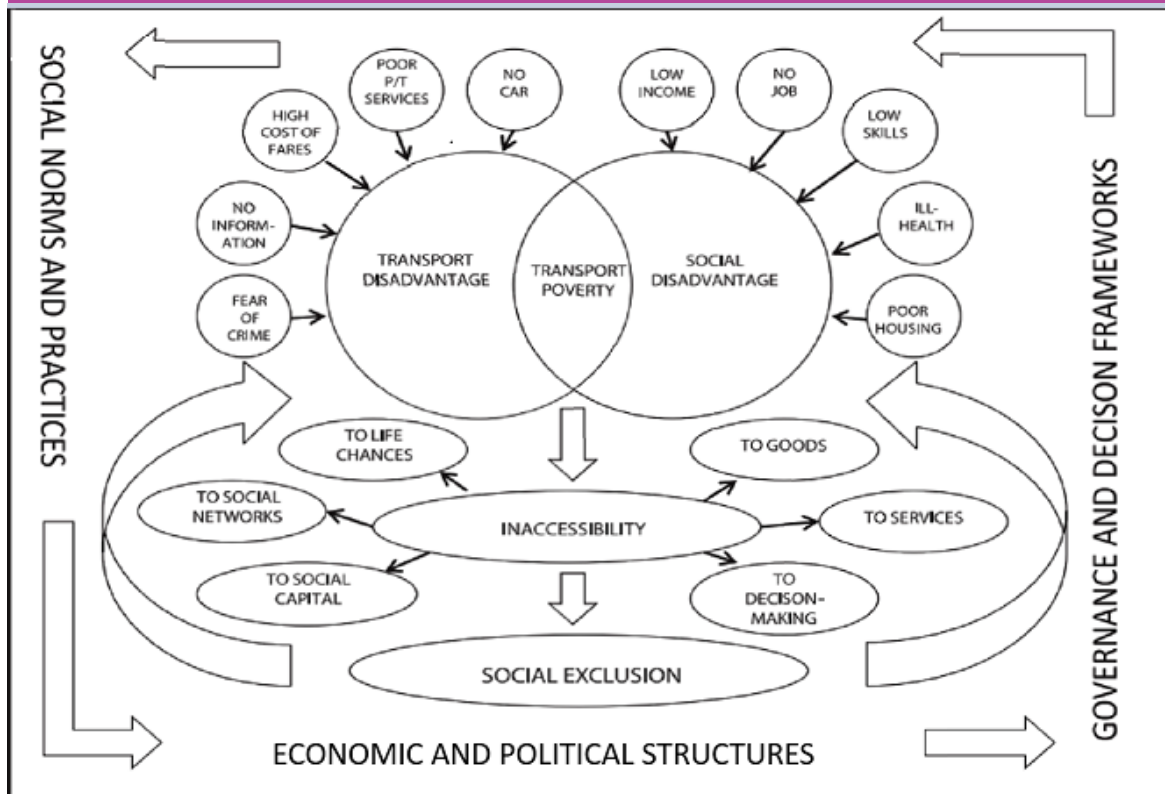 SOCIAL NORMS AND PRACTICES
POOR
P/T
SERVICES
NO
CAR
LOW
INCOME
NO
JOB
HIGH
COST OF
FARES
LOW
SKILLS
NO
INFORM-
ATION
ILL-
HEALTH
FEAR
OF
CRIME
POOR
HOUSING
TRANSPORT
DISADVANTAGE
TRANSPORT
POVERTY
SOCIAL
DISADVANTAGE
TO LIFE
CHANCES
TO GOODS
TO SOCIAL
NETWORKS
INACCESSIBILITY
TO SERVICES
TO SOCIAL
CAPITAL
TO
DECISON-
MAKING
SOCIAL EXCLUSION
ECONOMIC AND POLITICAL STRUCTURES
GOVERNANCE AND DECISON FRAMEWORKS